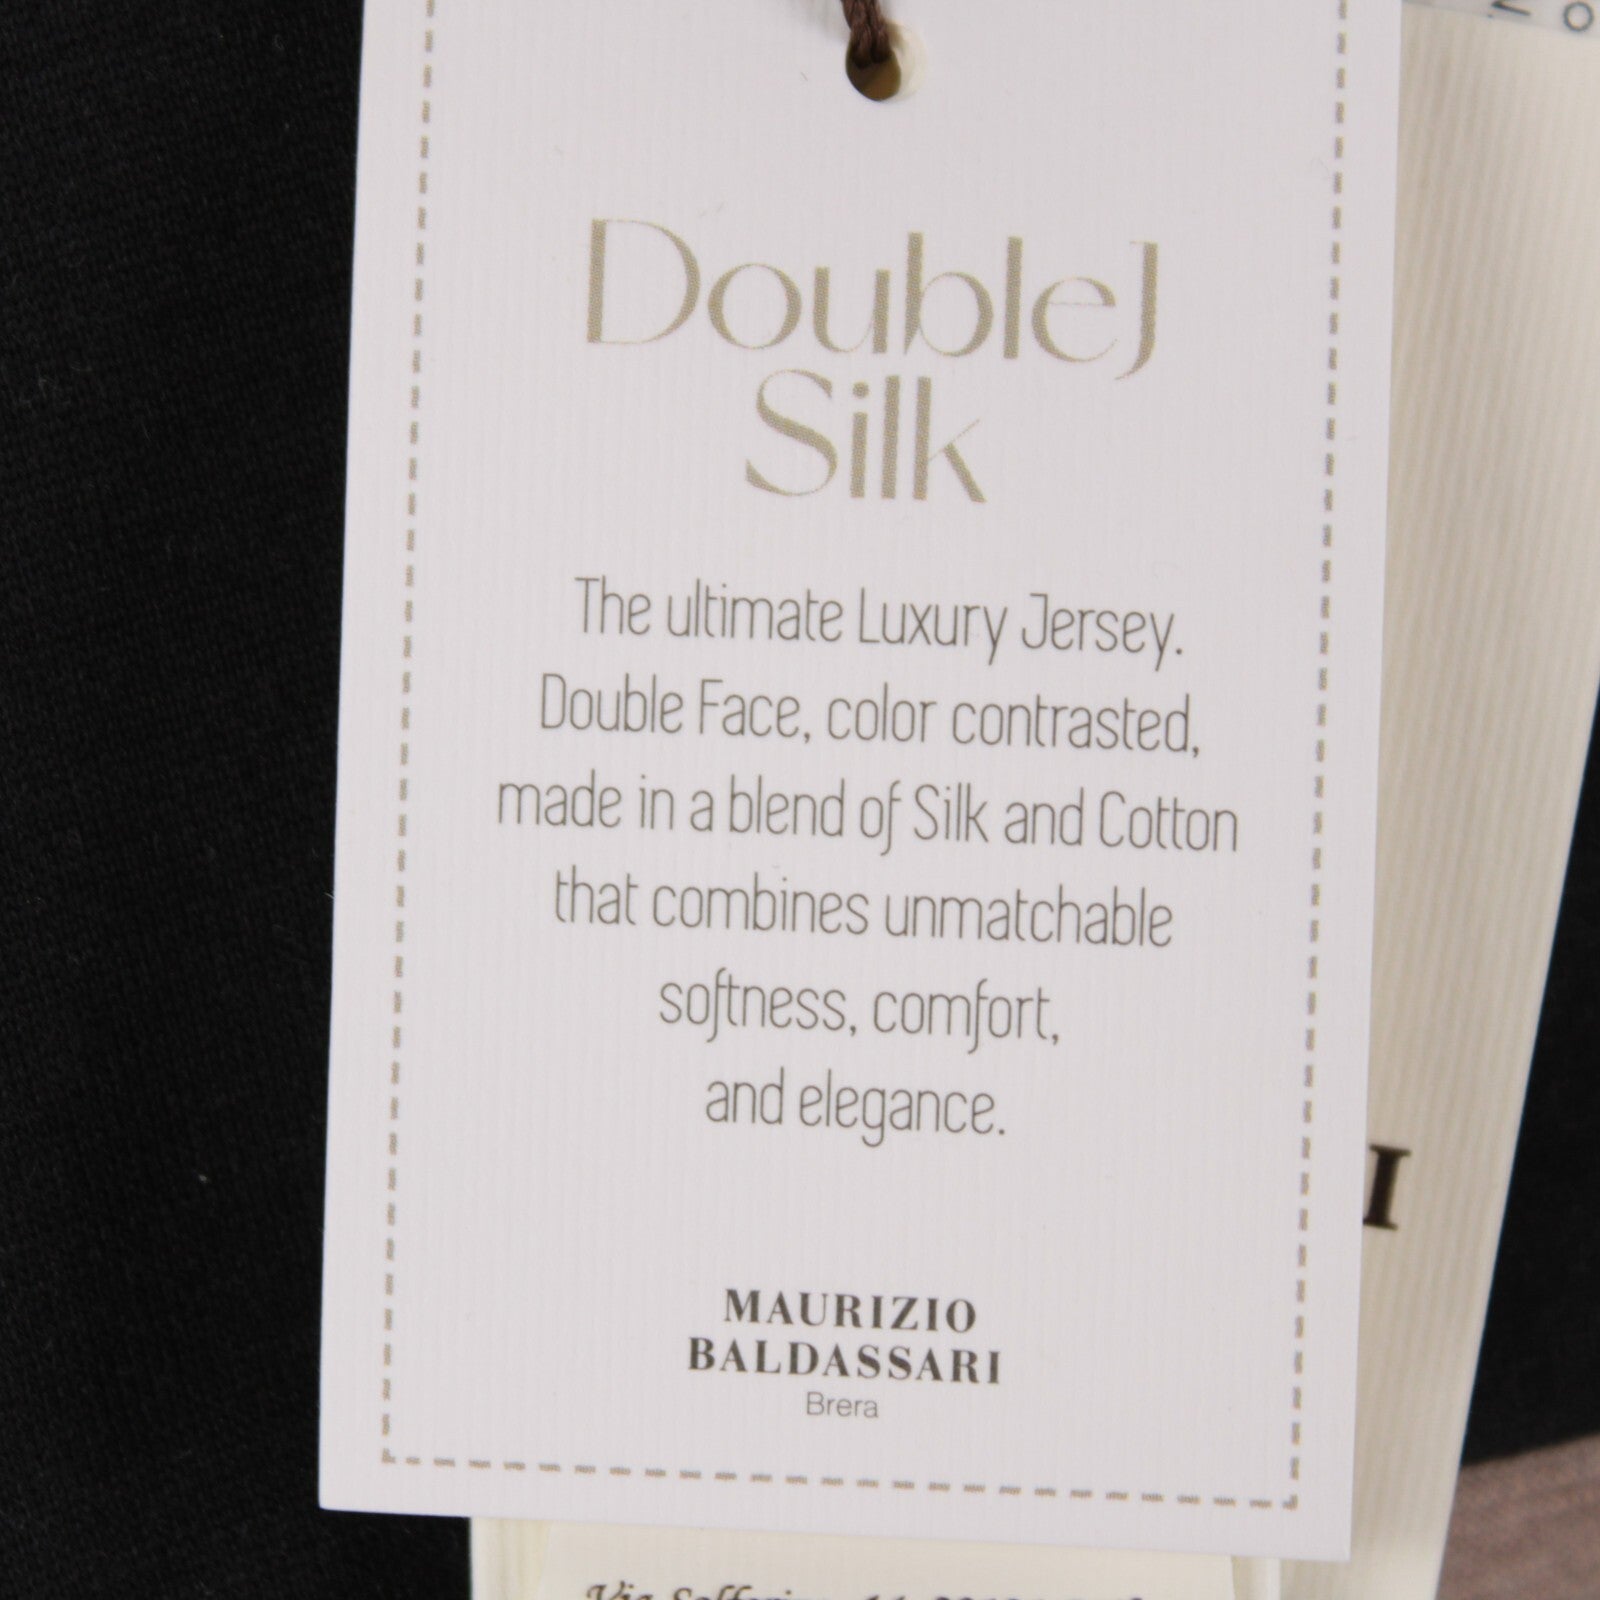 DoubleJ
Silk
The ultimate Luxury Jersey.
Double Face, color contrasted,
made in a blend of Silk and Cotton
that combines unmatchable
softness, comfort,
and elegance.
I
MAURIZIO
BALDASSARI
Brera